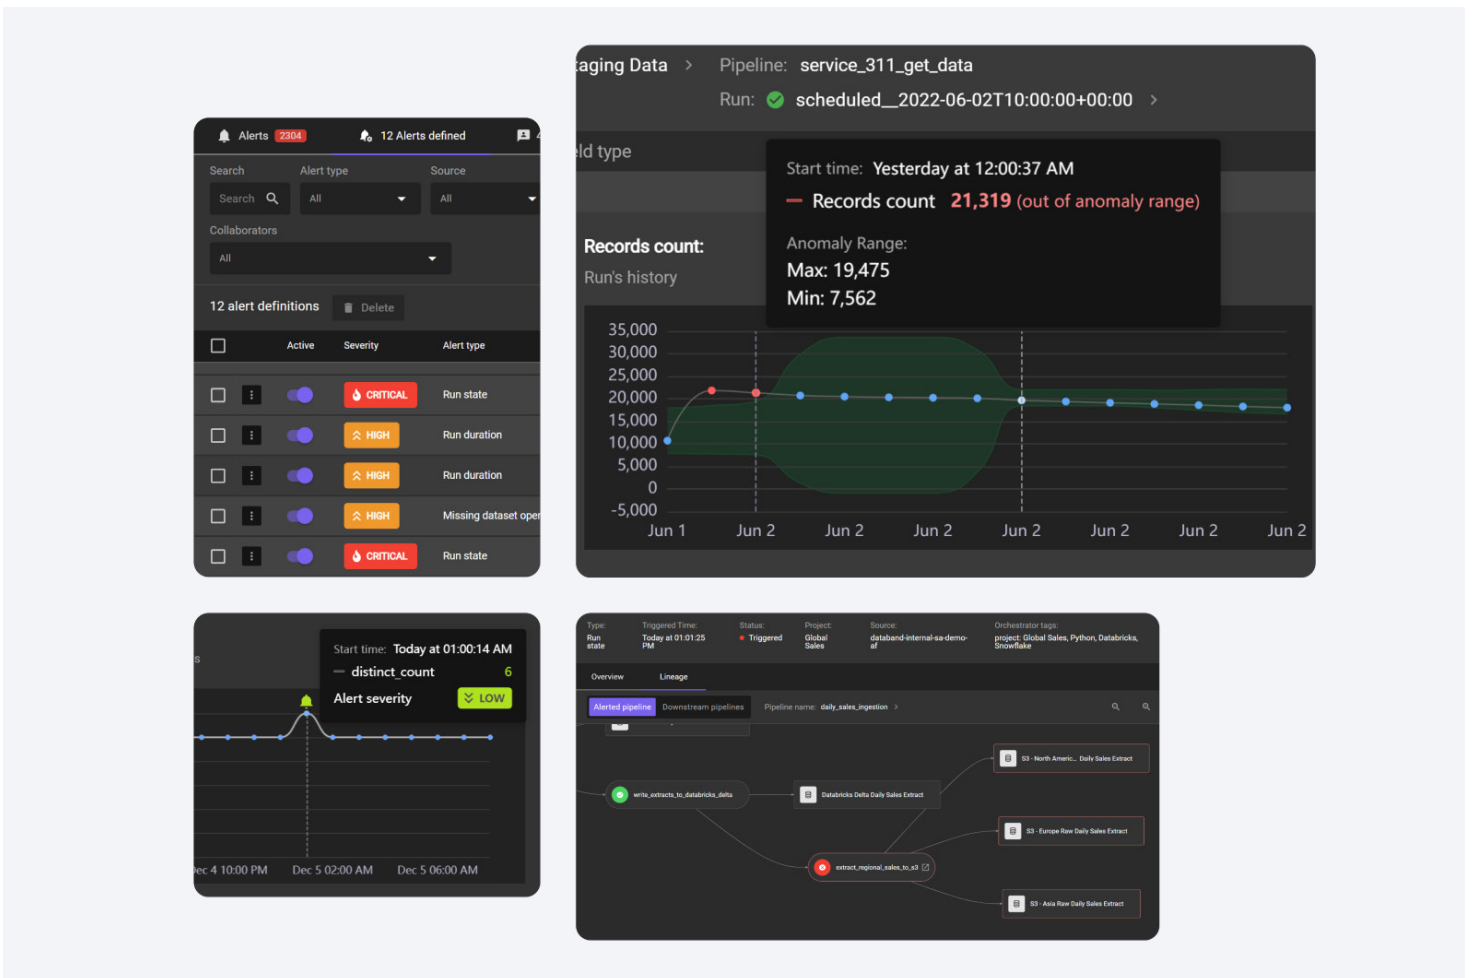 Alerts 2304 12 Alerts defined 4
Search Alert type Source
Search All All
Collaborators
All
12 alert definitions Delete
Active Severity Alert type
CRITICAL Run state
HIGH Run duration
HIGH Run duration
HIGH Missing dataset oper
CRITICAL Run state
taging Data > Pipeline: service_311_get_data
Run: scheduled__2022-06-02T10:00:00+00:00 >
eld type
Start time: Yesterday at 12:00:37 AM
Records count 21,319 (out of anomaly range)
Anomaly Range:
Max: 19,475
Min: 7,562
Records count:
Run's history
35,000
30,000
25,000
20,000
15,000
10,000
5,000
0
-5,000
Jun 1 Jun 2 Jun 2 Jun 2 Jun 2 Jun 2 Jun 2 Jun 2
s
Start time: Today at 01:00:14 AM
distinct_count 6
Alert severity LOW
Dec 4 10:00 PM Dec 5 02:00 AM Dec 5 06:00 AM
Type: Triggered Time: Status: Project: Source: Orchestrator tags:
Run state Today at 01:01:25 PM Triggered Global Sales databand-internal-sa-demo-af project: Global Sales, Python, Databricks, Snowflake
Overview Lineage
Alerted pipeline Downstream pipelines Pipeline name: daily_sales_ingestion >
S3 - North Americ... Daily Sales Extract
write_extracts_to_databricks_delta Databricks Delta Daily Sales Extract
S3 - Europe Raw Daily Sales Extract
extract_regional_sales_to_s3
S3 - Asia Raw Daily Sales Extract